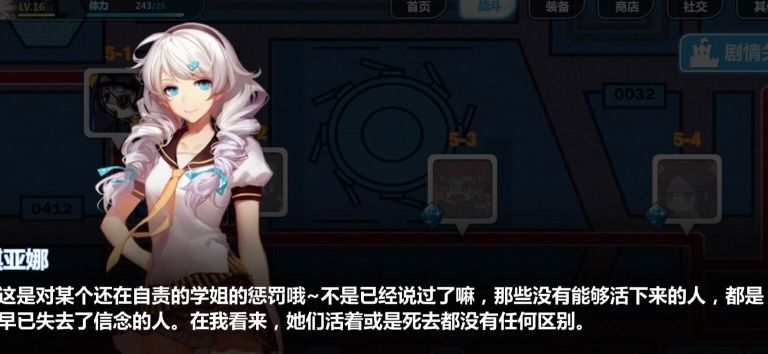 LV.16 体力 243/25 首页 战斗 装备 商店 社交
5-1
剧情
0032
5-3 5-4
0412
亚娜
这是对某个还在自责的学姐的惩罚哦~不是已经说过了嘛，那些没有能够活下来的人，都是
早已失去了信念的人。在我看来，她们活着或是死去都没有任何区别。